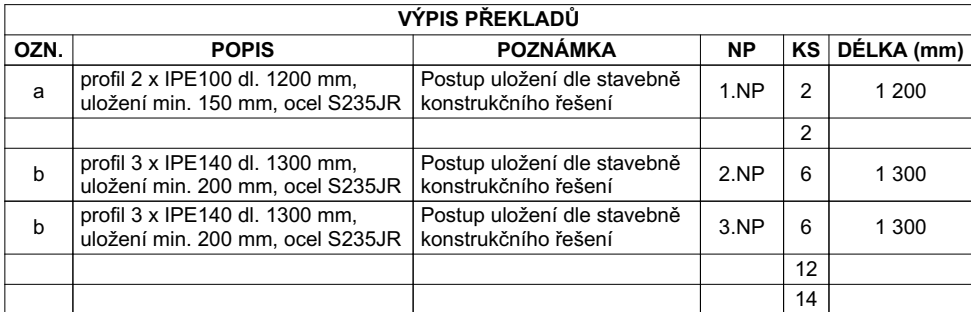 VÝPIS PŘEKLADŮ
OZN. POPIS POZNÁMKA NP KS DÉLKA (mm)
a profil 2 x IPE100 dl. 1200 mm, uložení min. 150 mm, ocel S235JR Postup uložení dle stavebně konstrukčního řešení 1.NP 2 1 200
2
b profil 3 x IPE140 dl. 1300 mm, uložení min. 200 mm, ocel S235JR Postup uložení dle stavebně konstrukčního řešení 2.NP 6 1 300
b profil 3 x IPE140 dl. 1300 mm, uložení min. 200 mm, ocel S235JR Postup uložení dle stavebně konstrukčního řešení 3.NP 6 1 300
12
14